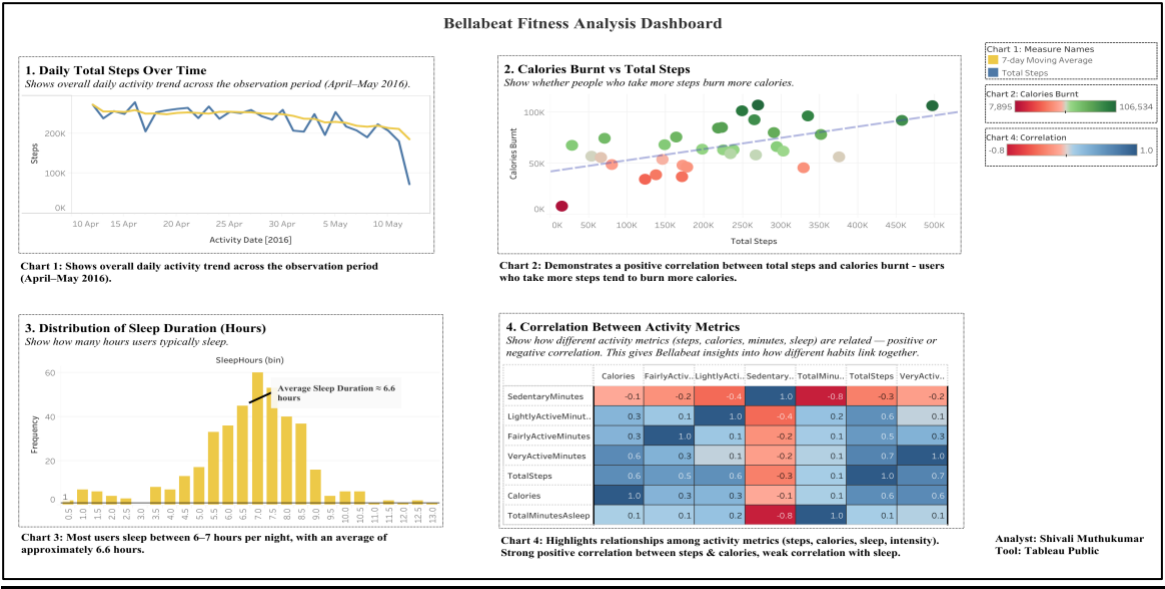 Bellabeat Fitness Analysis Dashboard
1. Daily Total Steps Over Time
Shows overall daily activity trend across the observation period (April–May 2016).
200K
100K
0K
Steps
10 Apr 15 Apr 20 Apr 25 Apr 30 Apr 5 May 10 May
Activity Date [2016]
Chart 1: Shows overall daily activity trend across the observation period
(April–May 2016).
2. Calories Burnt vs Total Steps
Show whether people who take more steps burn more calories.
100K
50K
0K
Calories Burnt
0K 50K 100K 150K 200K 250K 300K 350K 400K 450K 500K
Total Steps
Chart 2: Demonstrates a positive correlation between total steps and calories burnt - users
who take more steps tend to burn more calories.
Chart 1: Measure Names
7-day Moving Average
Total Steps
Chart 2: Calories Burnt
7,895 106,534
Chart 4: Correlation
-0.8 1.0
3. Distribution of Sleep Duration (Hours)
Show how many hours users typically sleep.
SleepHours (bin)
60
40
20
0
Frequency
Average Sleep Duration ≈ 6.6
hours
1
0.5 1.0 1.5 2.0 2.5 3.0 3.5 4.0 4.5 5.0 5.5 6.0 6.5 7.0 7.5 8.0 8.5 9.0 9.5 10.0 10.5 11.0 11.5 12.0 12.5 13.0
Chart 3: Most users sleep between 6–7 hours per night, with an average of
approximately 6.6 hours.
4. Correlation Between Activity Metrics
Show how different activity metrics (steps, calories, minutes, sleep) are related — positive or
negative correlation. This gives Bellabeat insights into how different habits link together.
Calories FairlyActiv.. LightlyActi.. Sedentary.. TotalMinu.. TotalSteps VeryActiv..
SedentaryMinutes -0.1 -0.2 -0.4 1.0 -0.8 -0.3 -0.2
LightlyActiveMinut.. 0.3 0.1 1.0 -0.4 0.2 0.6 0.1
FairlyActiveMinutes 0.3 1.0 0.1 -0.2 0.1 0.5 0.3
VeryActiveMinutes 0.6 0.3 0.1 -0.2 0.1 0.7 1.0
TotalSteps 0.6 0.5 0.6 -0.3 0.1 1.0 0.7
Calories 1.0 0.3 0.3 -0.1 0.1 0.6 0.6
TotalMinutesAsleep 0.1 0.1 0.2 -0.8 1.0 0.1 0.1
Chart 4: Highlights relationships among activity metrics (steps, calories, sleep, intensity).
Strong positive correlation between steps & calories, weak correlation with sleep.
Analyst: Shivali Muthukumar
Tool: Tableau Public